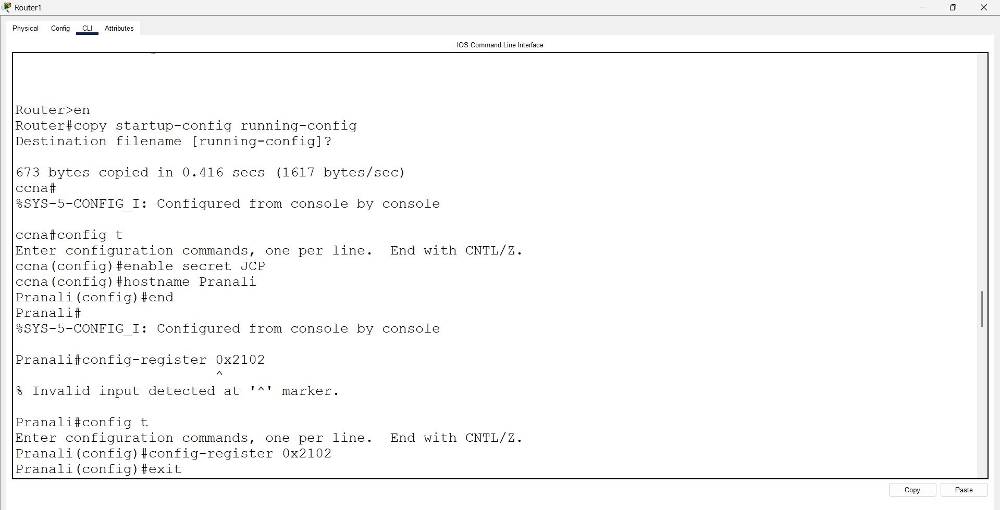 Router1
Physical Config CLI Attributes
IOS Command Line Interface
Router>en
Router#copy startup-config running-config
Destination filename [running-config]?
673 bytes copied in 0.416 secs (1617 bytes/sec)
ccna#
%SYS-5-CONFIG_I: Configured from console by console
ccna#config t
Enter configuration commands, one per line.  End with CNTL/Z.
ccna(config)#enable secret JCP
ccna(config)#hostname Pranali
Pranali(config)#end
Pranali#
%SYS-5-CONFIG_I: Configured from console by console
Pranali#config-register 0x2102
^
% Invalid input detected at '^' marker.
Pranali#config t
Enter configuration commands, one per line.  End with CNTL/Z.
Pranali(config)#config-register 0x2102
Pranali(config)#exit
Copy Paste